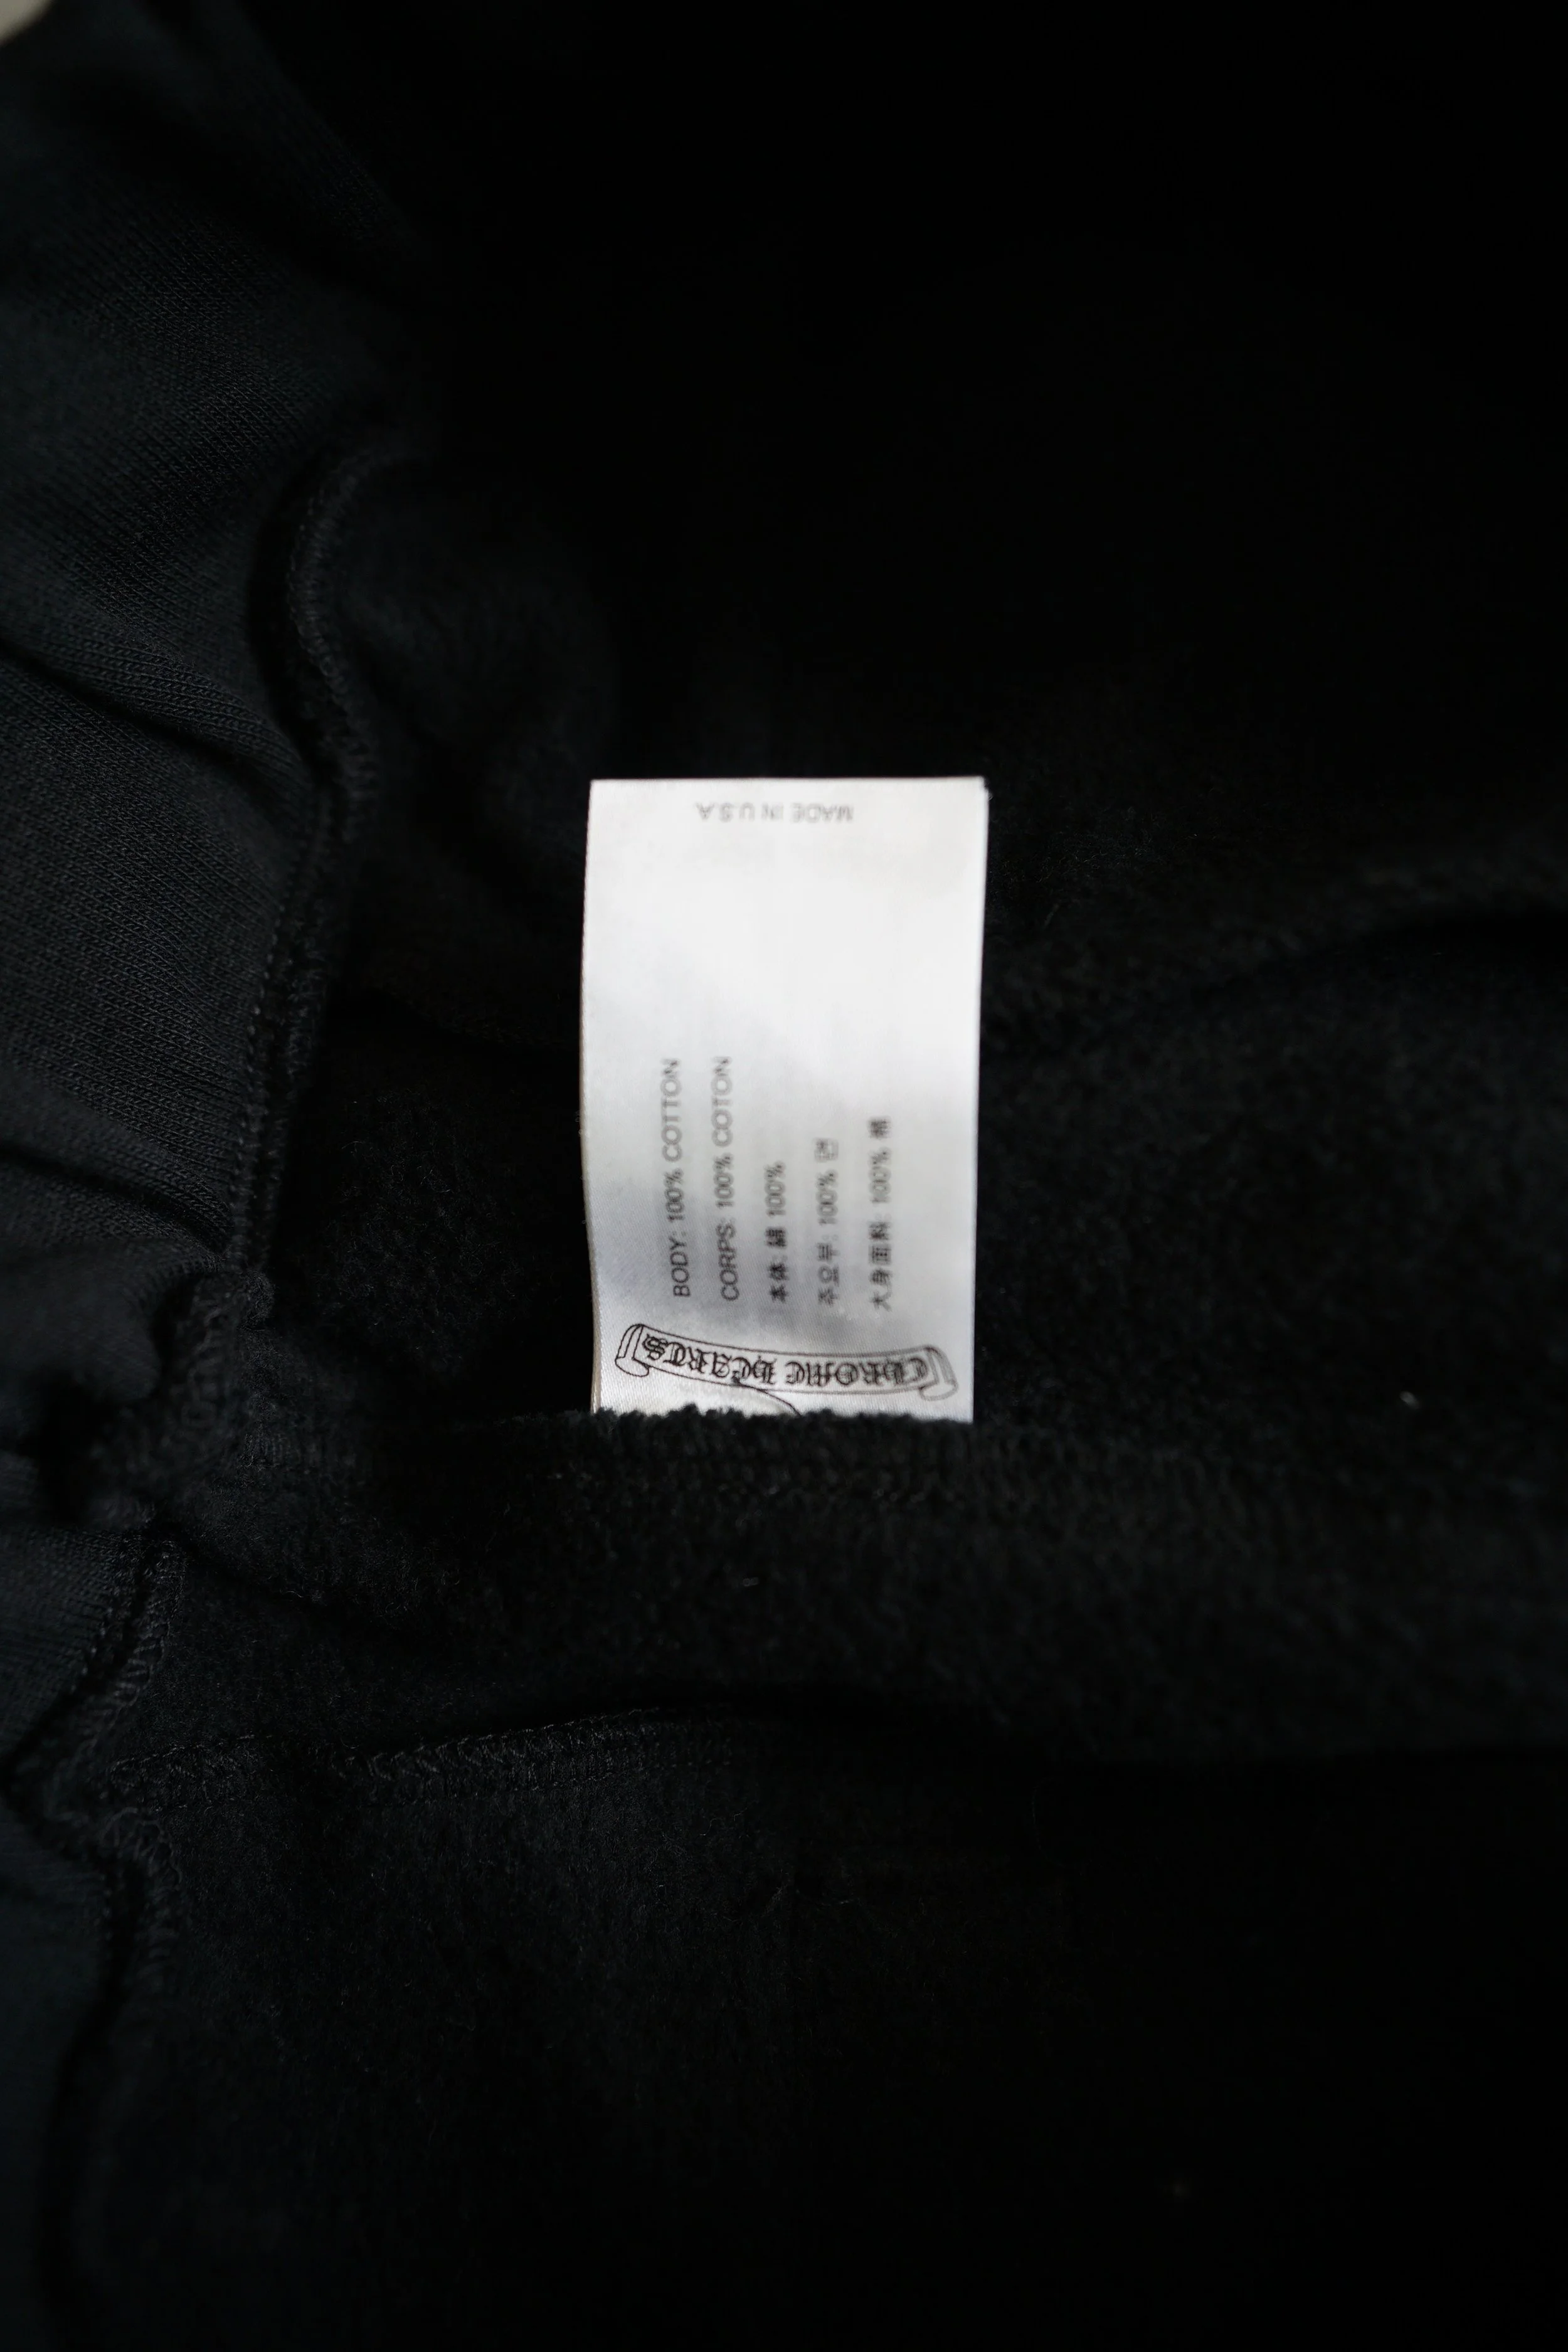 CHROME HEARTS
BODY: 100% COTTON
CORPS: 100% COTON
本体: 綿 100%
주요부: 100% 면
大身面料: 100% 棉
MADE IN U.S.A.